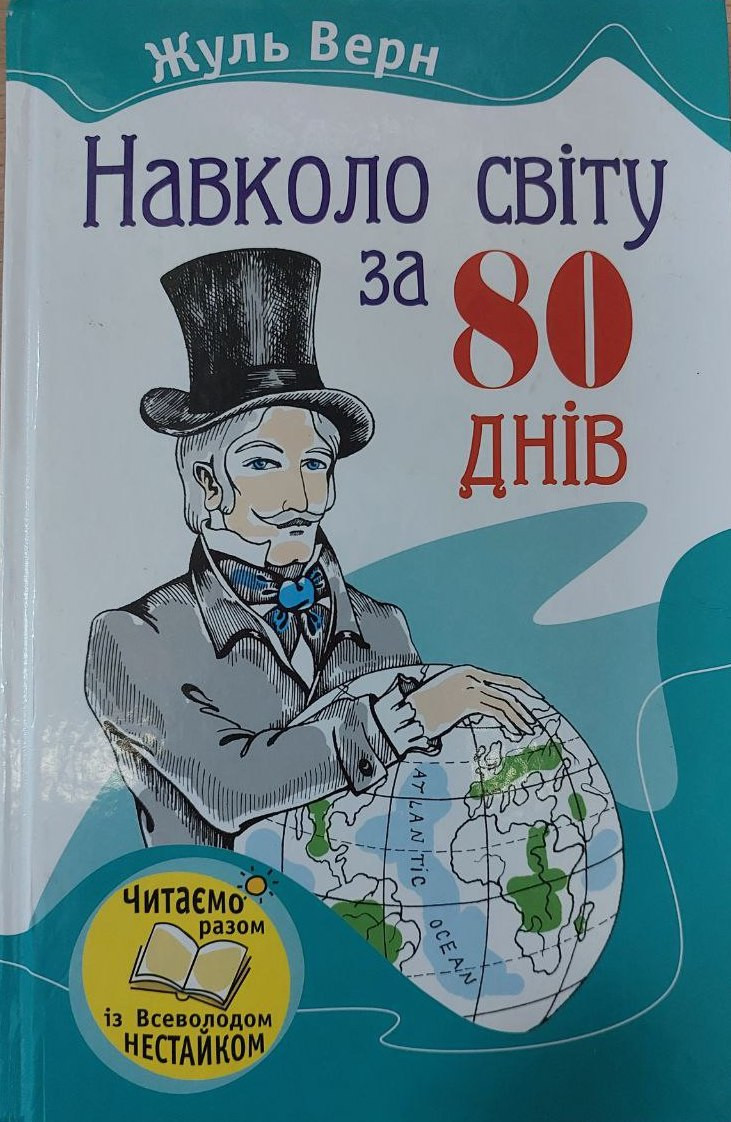 Жуль Верн
Навколо світу
за 80
днів
ATLANTIC OCEAN
Читаємо
разом
із Всеволодом
НЕСТАЙКОМ